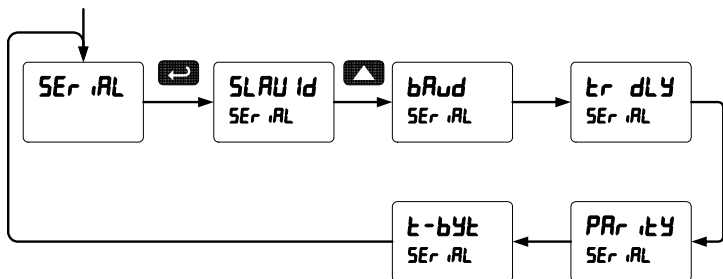 SEr iAL
SLAV Id
SEr iAL
bAud
SEr iAL
tr dLY
SEr iAL
PAr itY
SEr iAL
t-bYt
SEr iAL